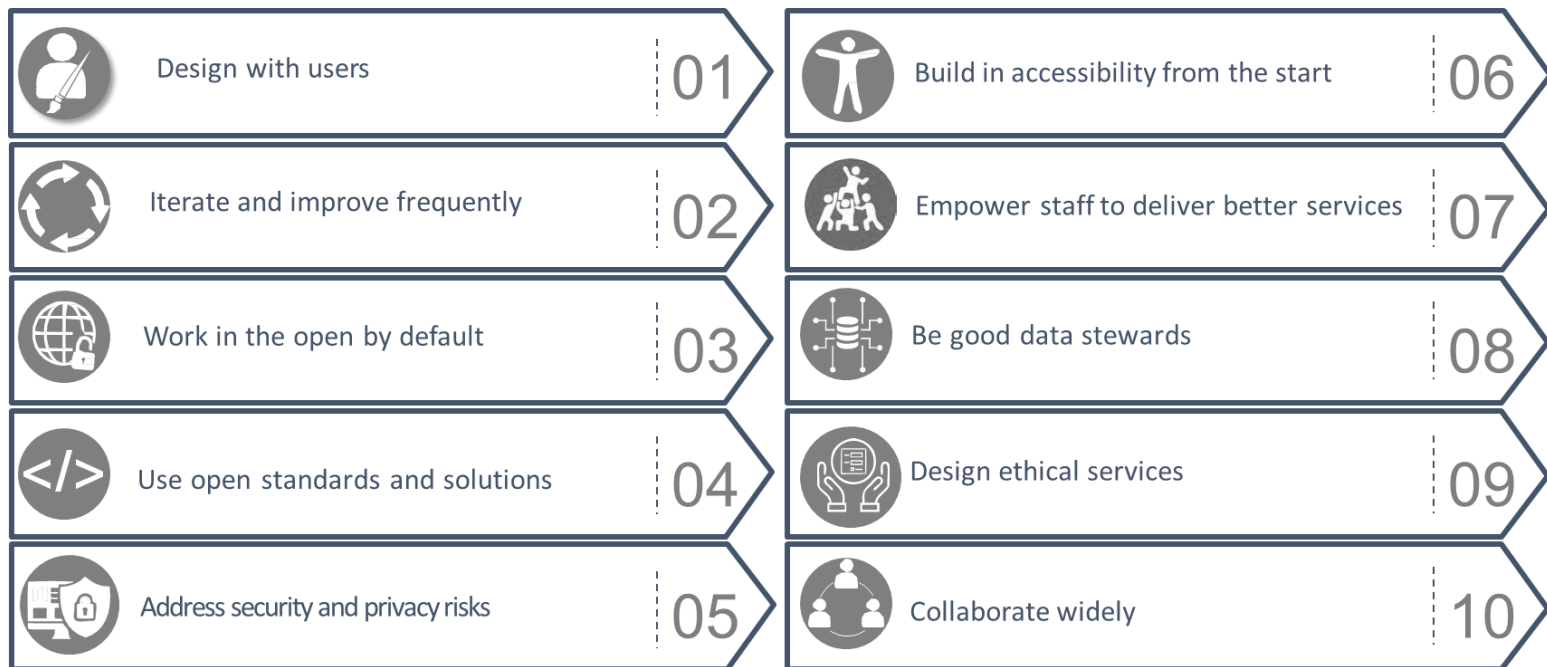 Design with users
01
Iterate and improve frequently
02
Work in the open by default
03
</>
Use open standards and solutions
04
Address security and privacy risks
05
Build in accessibility from the start
06
Empower staff to deliver better services
07
Be good data stewards
08
Design ethical services
09
Collaborate widely
10